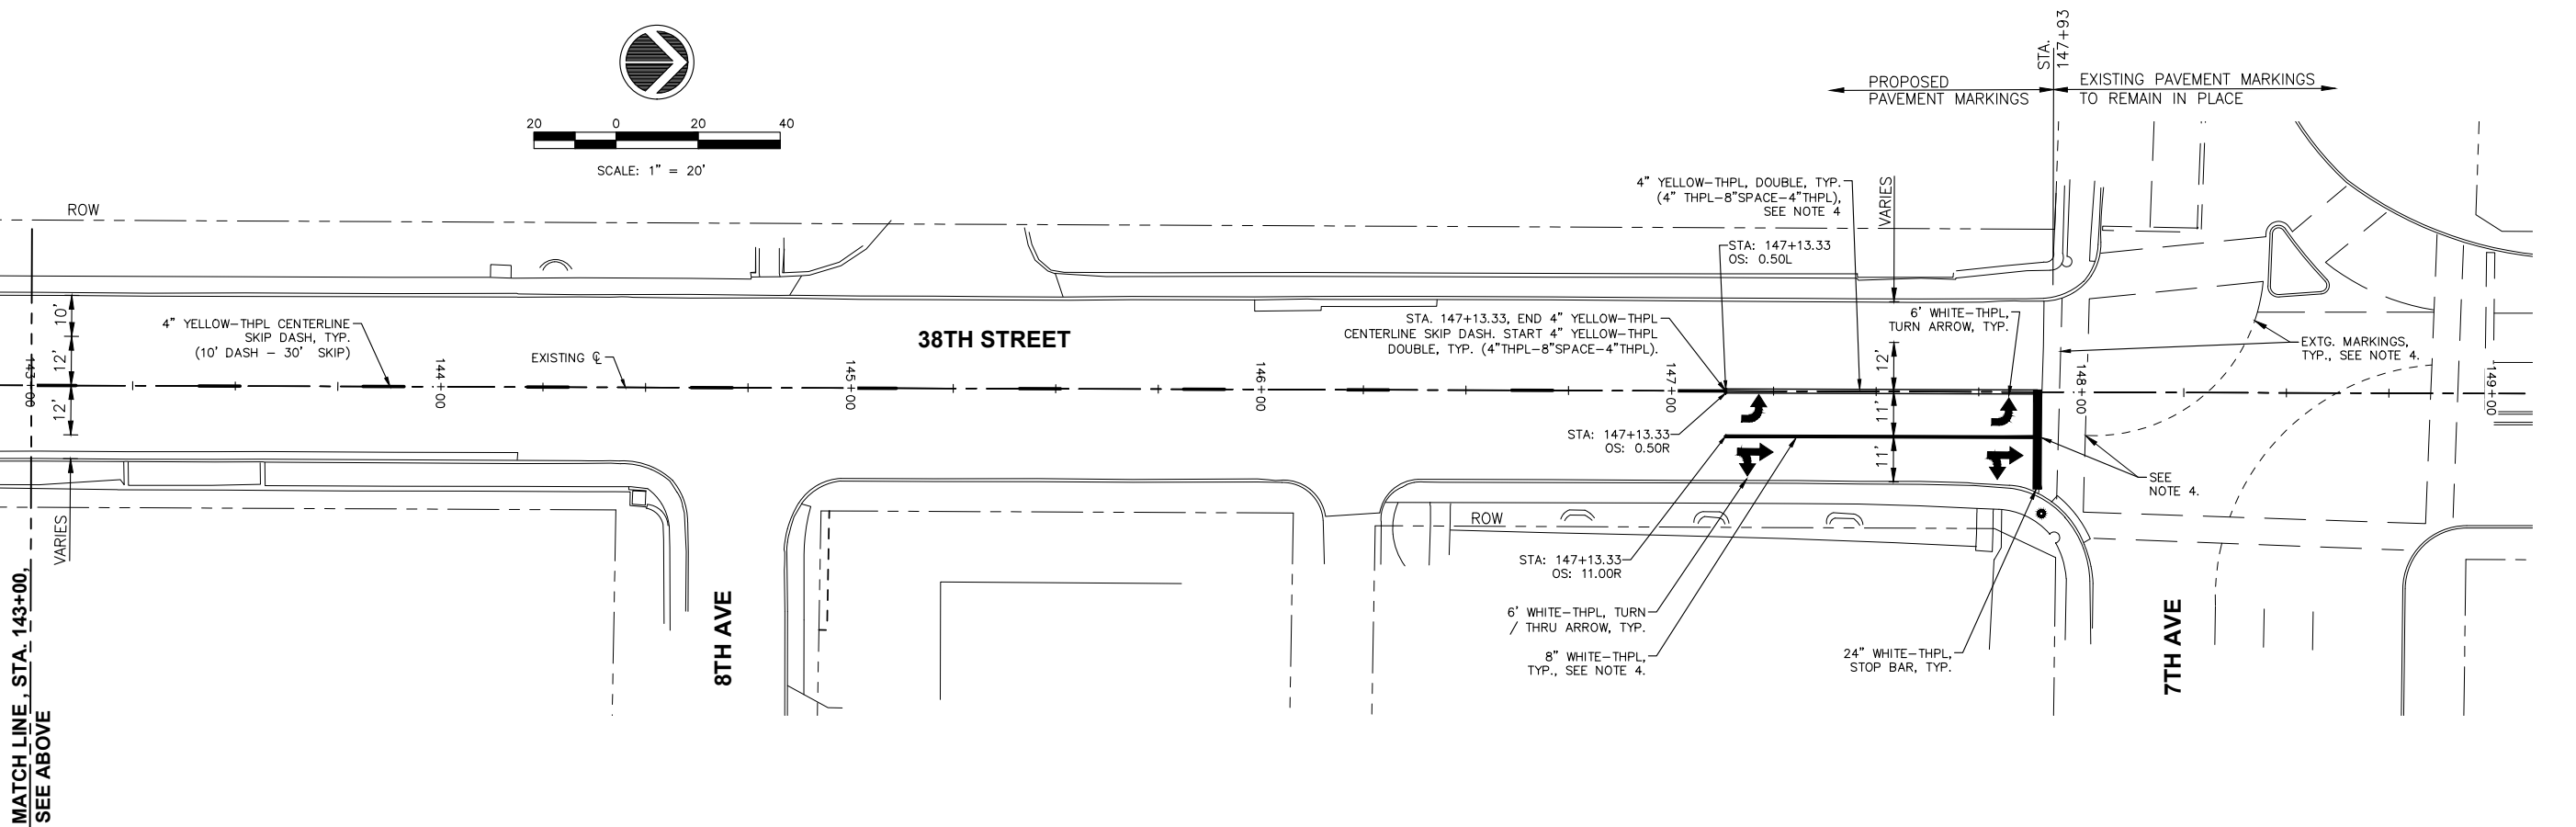 STA.
147+93
PROPOSED
PAVEMENT MARKINGS
EXISTING PAVEMENT MARKINGS
TO REMAIN IN PLACE
20 0 20 40
SCALE: 1" = 20'
ROW
4" YELLOW-THPL, DOUBLE, TYP.
(4" THPL-8"SPACE-4"THPL),
SEE NOTE 4
VARIES
STA: 147+13.33
OS: 0.50L
10'
12'
12'
VARIES
4" YELLOW-THPL CENTERLINE
SKIP DASH, TYP.
(10' DASH - 30' SKIP)
EXISTING ℄
38TH STREET
STA. 147+13.33, END 4" YELLOW-THPL
CENTERLINE SKIP DASH. START 4" YELLOW-THPL
DOUBLE, TYP. (4"THPL-8"SPACE-4"THPL).
6' WHITE-THPL,
TURN ARROW, TYP.
EXTG. MARKINGS,
TYP., SEE NOTE 4.
12'
11'
11'
143+00
144+00
145+00
146+00
147+00
148+00
149+00
STA: 147+13.33
OS: 0.50R
SEE
NOTE 4.
ROW
STA: 147+13.33
OS: 11.00R
6' WHITE-THPL, TURN
/ THRU ARROW, TYP.
8" WHITE-THPL,
TYP., SEE NOTE 4.
24" WHITE-THPL,
STOP BAR, TYP.
8TH AVE
7TH AVE
MATCH LINE, STA. 143+00,
SEE ABOVE